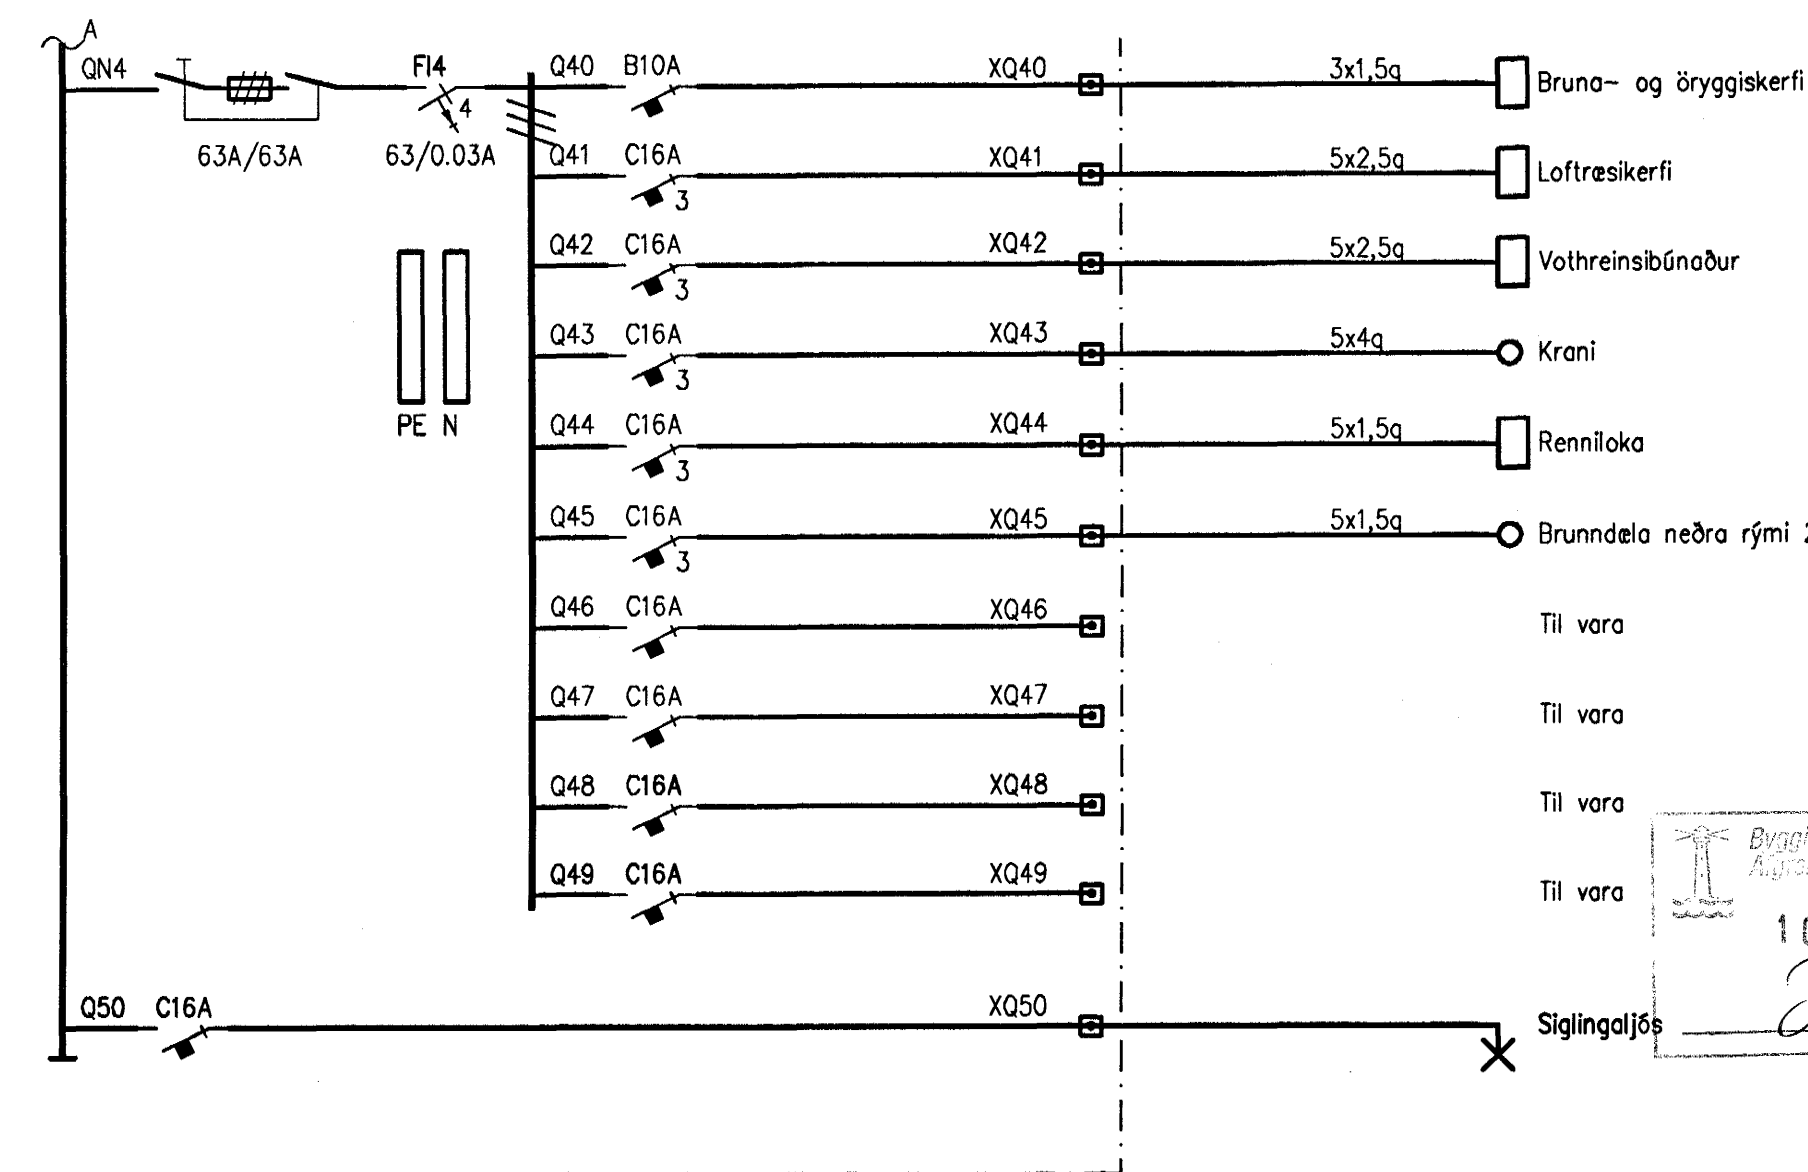 A
QN4 FI4 Q40 B10A XQ40 3x1,5q Bruna- og öryggiskerfi
4
63A/63A 63/0.03A
Q41 C16A XQ41 5x2,5q Loftræsikerfi
3
Q42 C16A XQ42 5x2,5q Vothreinsibúnaður
3
Q43 C16A XQ43 5x4q Krani
3
PE N
Q44 C16A XQ44 5x1,5q Renniloka
3
Q45 C16A XQ45 5x1,5q Brunndæla neðra rými
3
Q46 C16A XQ46 Til vara
Q47 C16A XQ47 Til vara
Q48 C16A XQ48 Til vara
Q49 C16A XQ49 Til vara
Q50 C16A XQ50 Siglingaljós